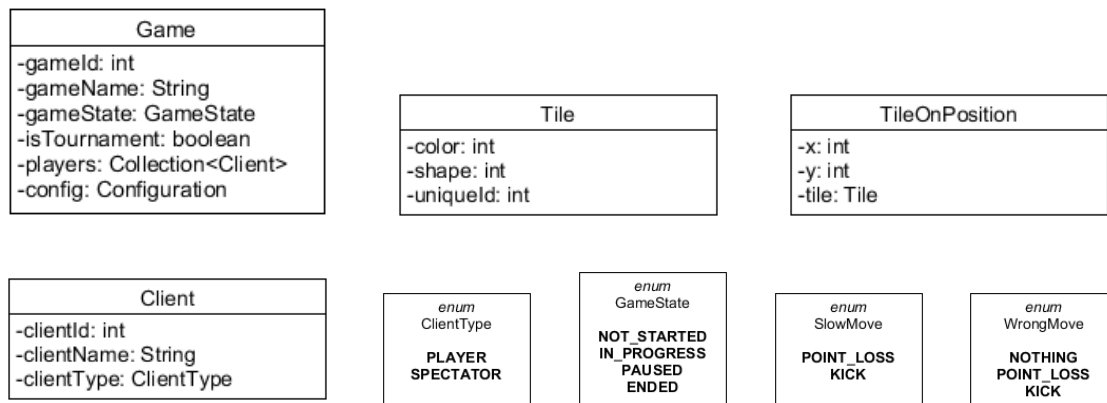 Game
-gameId: int
-gameName: String
-gameState: GameState
-isTournament: boolean
-players: Collection<Client>
-config: Configuration
Tile
-color: int
-shape: int
-uniqueId: int
TileOnPosition
-x: int
-y: int
-tile: Tile
Client
-clientId: int
-clientName: String
-clientType: ClientType
enum
ClientType
PLAYER
SPECTATOR
enum
GameState
NOT_STARTED
IN_PROGRESS
PAUSED
ENDED
enum
SlowMove
POINT_LOSS
KICK
enum
WrongMove
NOTHING
POINT_LOSS
KICK